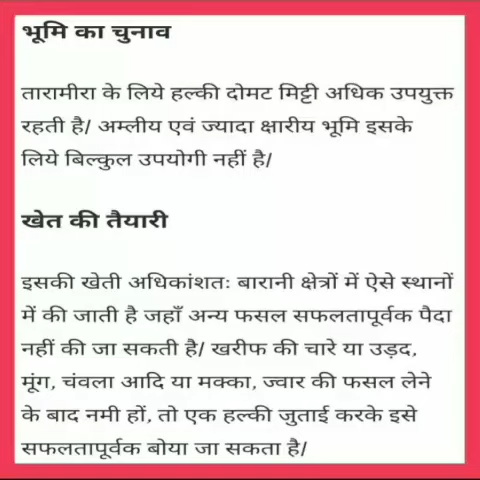 भूमि का चुनाव
तारामीरा के लिये हल्की दोमट मिट्टी अधिक उपयुक्त
रहती है/ अम्लीय एवं ज्यादा क्षारीय भूमि इसके
लिये बिल्कुल उपयोगी नहीं है/
खेत की तैयारी
इसकी खेती अधिकांशतः बारानी क्षेत्रों में ऐसे स्थानों
में की जाती है जहाँ अन्य फसल सफलतापूर्वक पैदा
नहीं की जा सकती है/ खरीफ की चारे या उड़द,
मूंग, चंवला आदि या मक्का, ज्वार की फसल लेने
के बाद नमी हों, तो एक हल्की जुताई करके इसे
सफलतापूर्वक बोया जा सकता है/